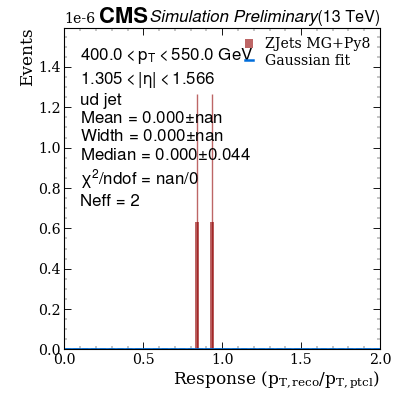 1e-6 CMS Simulation Preliminary (13 TeV)
Events
400.0 < pT < 550.0 GeV
1.305 < |η| < 1.566
ud jet
Mean = 0.000±nan
Width = 0.000±nan
Median = 0.000±0.044
χ²/ndof = nan/0
Neff = 2
ZJets MG+Py8
Gaussian fit
1.4
1.2
1.0
0.8
0.6
0.4
0.2
0.0
0.0 0.5 1.0 1.5 2.0
Response (pT,reco/pT,ptcl)